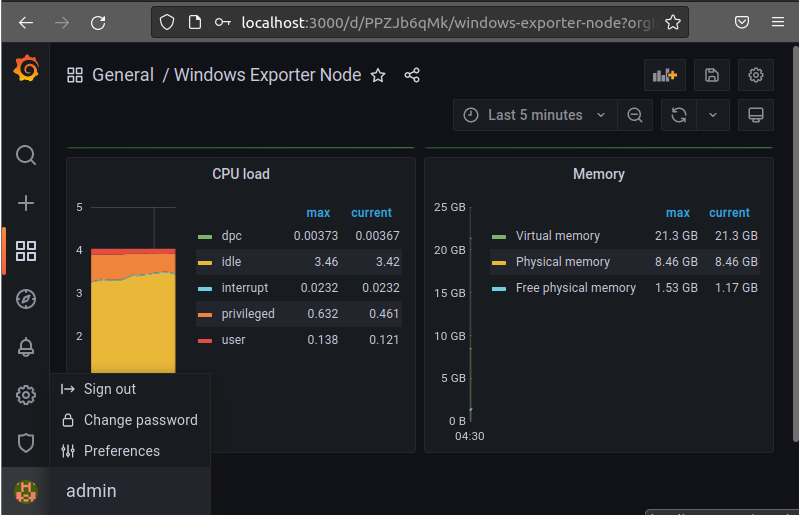 localhost:3000/d/PPZJb6qMk/windows-exporter-node?org
General / Windows Exporter Node
Last 5 minutes
CPU load
max current
5
4
3
2
dpc 0.00373 0.00367
idle 3.46 3.42
interrupt 0.0232 0.0232
privileged 0.632 0.461
user 0.138 0.121
Memory
max current
25 GB
20 GB
15 GB
10 GB
5 GB
0 B
04:30
Virtual memory 21.3 GB 21.3 GB
Physical memory 8.46 GB 8.46 GB
Free physical memory 1.53 GB 1.17 GB
Sign out
Change password
Preferences
admin